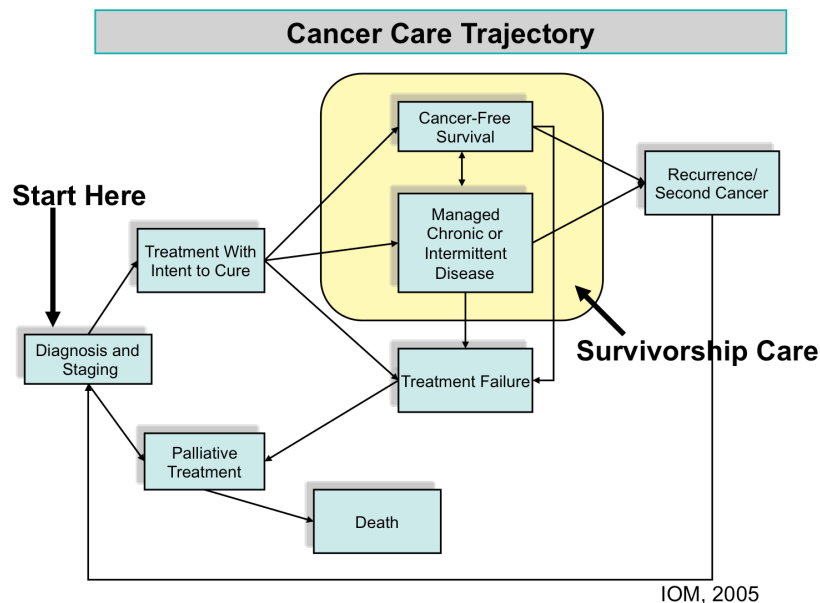 Cancer Care Trajectory
Start Here
Cancer-Free
Survival
Recurrence/
Second Cancer
Managed
Chronic or
Intermittent
Disease
Treatment With
Intent to Cure
Diagnosis and
Staging
Survivorship Care
Treatment Failure
Palliative
Treatment
Death
IOM, 2005